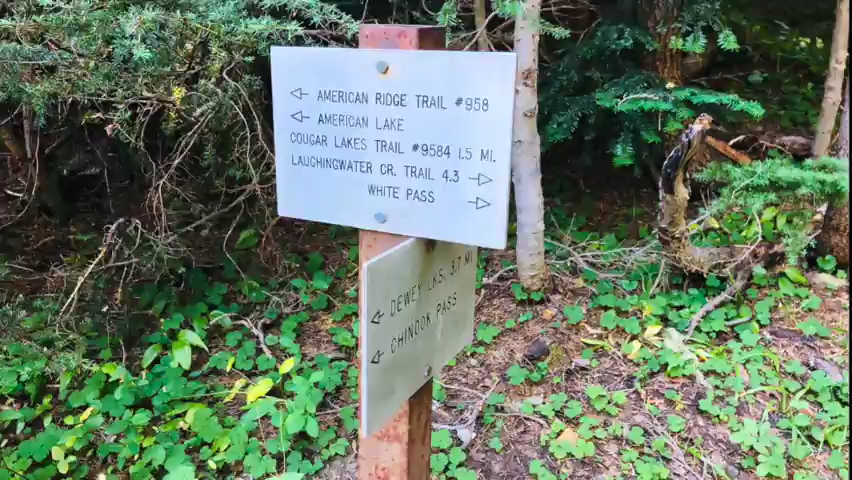 AMERICAN RIDGE TRAIL #958
AMERICAN LAKE
COUGAR LAKES TRAIL #9584 1.5 MI.
LAUGHINGWATER CR. TRAIL 4.3
WHITE PASS
DEWEY LKS. 3.7 MI
CHINOOK PASS